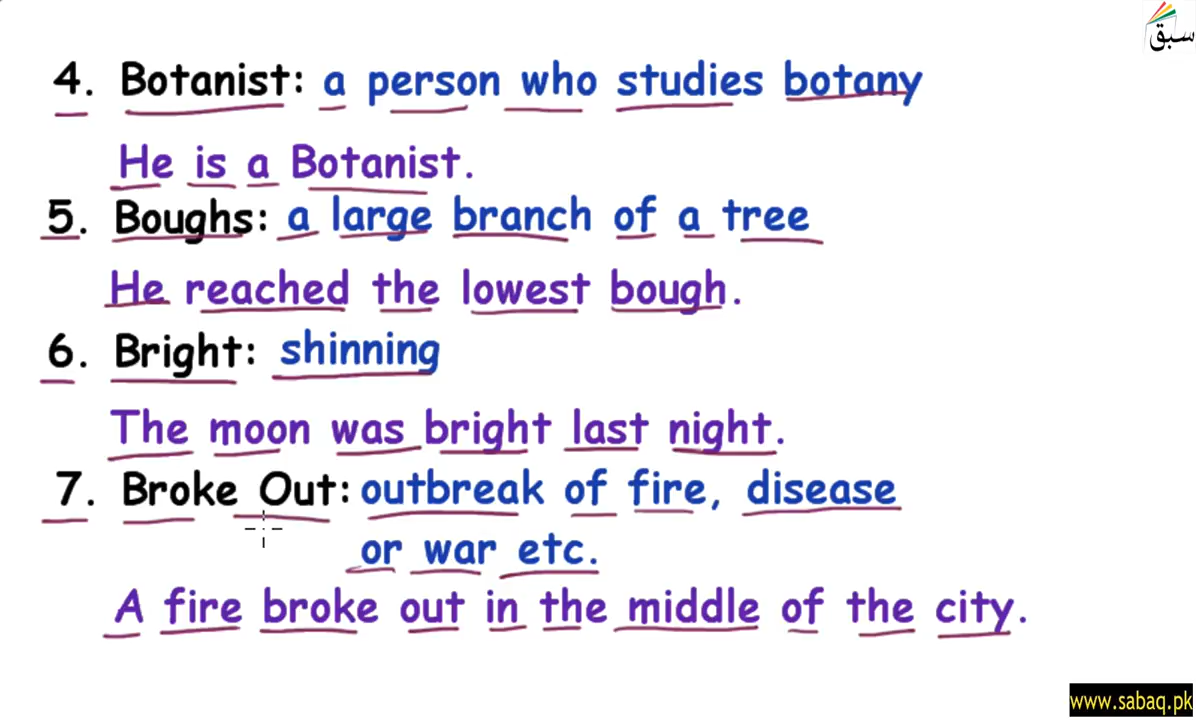 سبق
4. Botanist: a person who studies botany
He is a Botanist.
5. Boughs: a large branch of a tree
He reached the lowest bough.
6. Bright: shinning
The moon was bright last night.
7. Broke Out: outbreak of fire, disease
or war etc.
A fire broke out in the middle of the city.
www.sabaq.pk